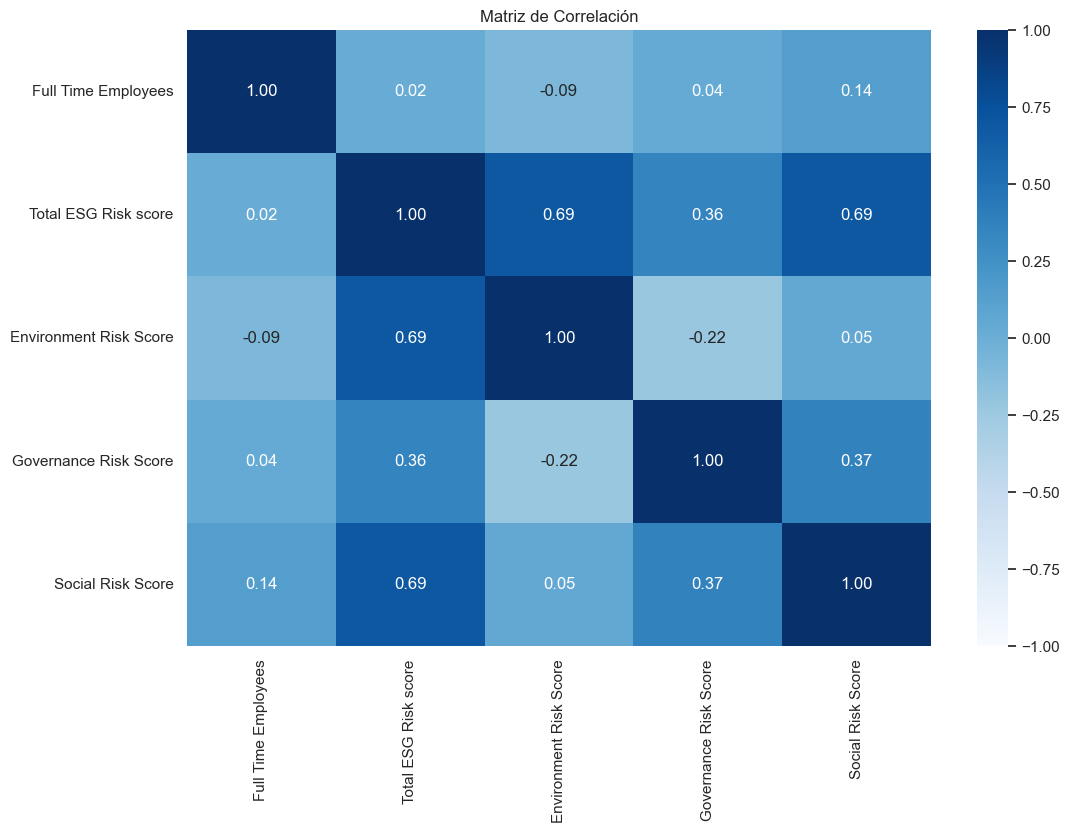 Matriz de Correlación
Full Time Employees
1.00 0.02 -0.09 0.04 0.14
Total ESG Risk score
0.02 1.00 0.69 0.36 0.69
Environment Risk Score
-0.09 0.69 1.00 -0.22 0.05
Governance Risk Score
0.04 0.36 -0.22 1.00 0.37
Social Risk Score
0.14 0.69 0.05 0.37 1.00
Full Time Employees
Total ESG Risk score
Environment Risk Score
Governance Risk Score
Social Risk Score
1.00
0.75
0.50
0.25
0.00
−0.25
−0.50
−0.75
−1.00